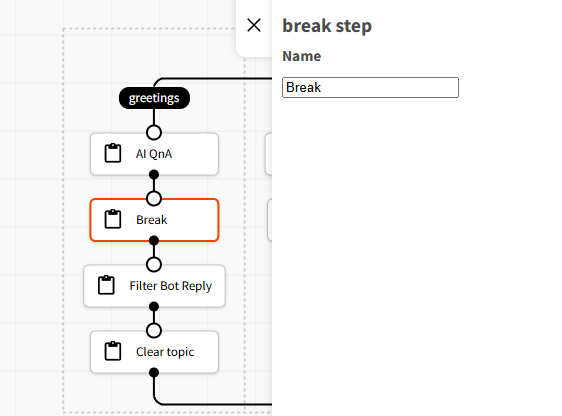 break step
Name
Break
greetings
AI QnA
Break
Filter Bot Reply
Clear topic